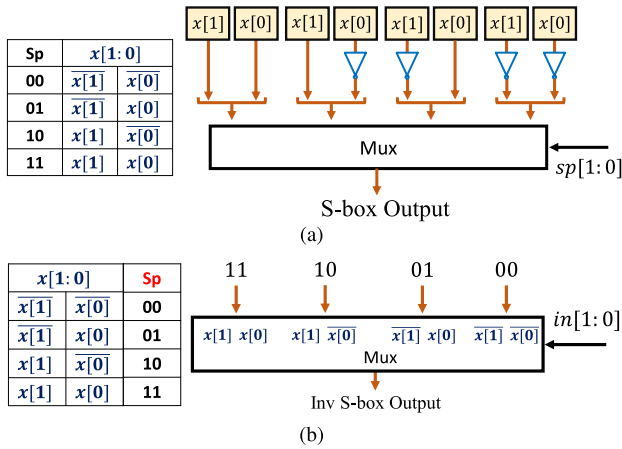 x[1] x[0] x[1] x[0] x[1] x[0] x[1] x[0]
Sp x[1:0]
00 x̅[̅1̅]̅ x̅[̅0̅]̅
01 x̅[̅1̅]̅ x[0]
10 x[1] x̅[̅0̅]̅
11 x[1] x[0]
Mux
sp[1:0]
S-box Output
(a)
x[1:0] Sp
x̅[̅1̅]̅ x̅[̅0̅]̅ 00
x̅[̅1̅]̅ x[0] 01
x[1] x̅[̅0̅]̅ 10
x[1] x[0] 11
11 10 01 00
x[1] x[0] x[1] x̅[̅0̅]̅ x̅[̅1̅]̅ x[0] x̅[̅1̅]̅ x̅[̅0̅]̅
Mux
in[1:0]
Inv S-box Output
(b)